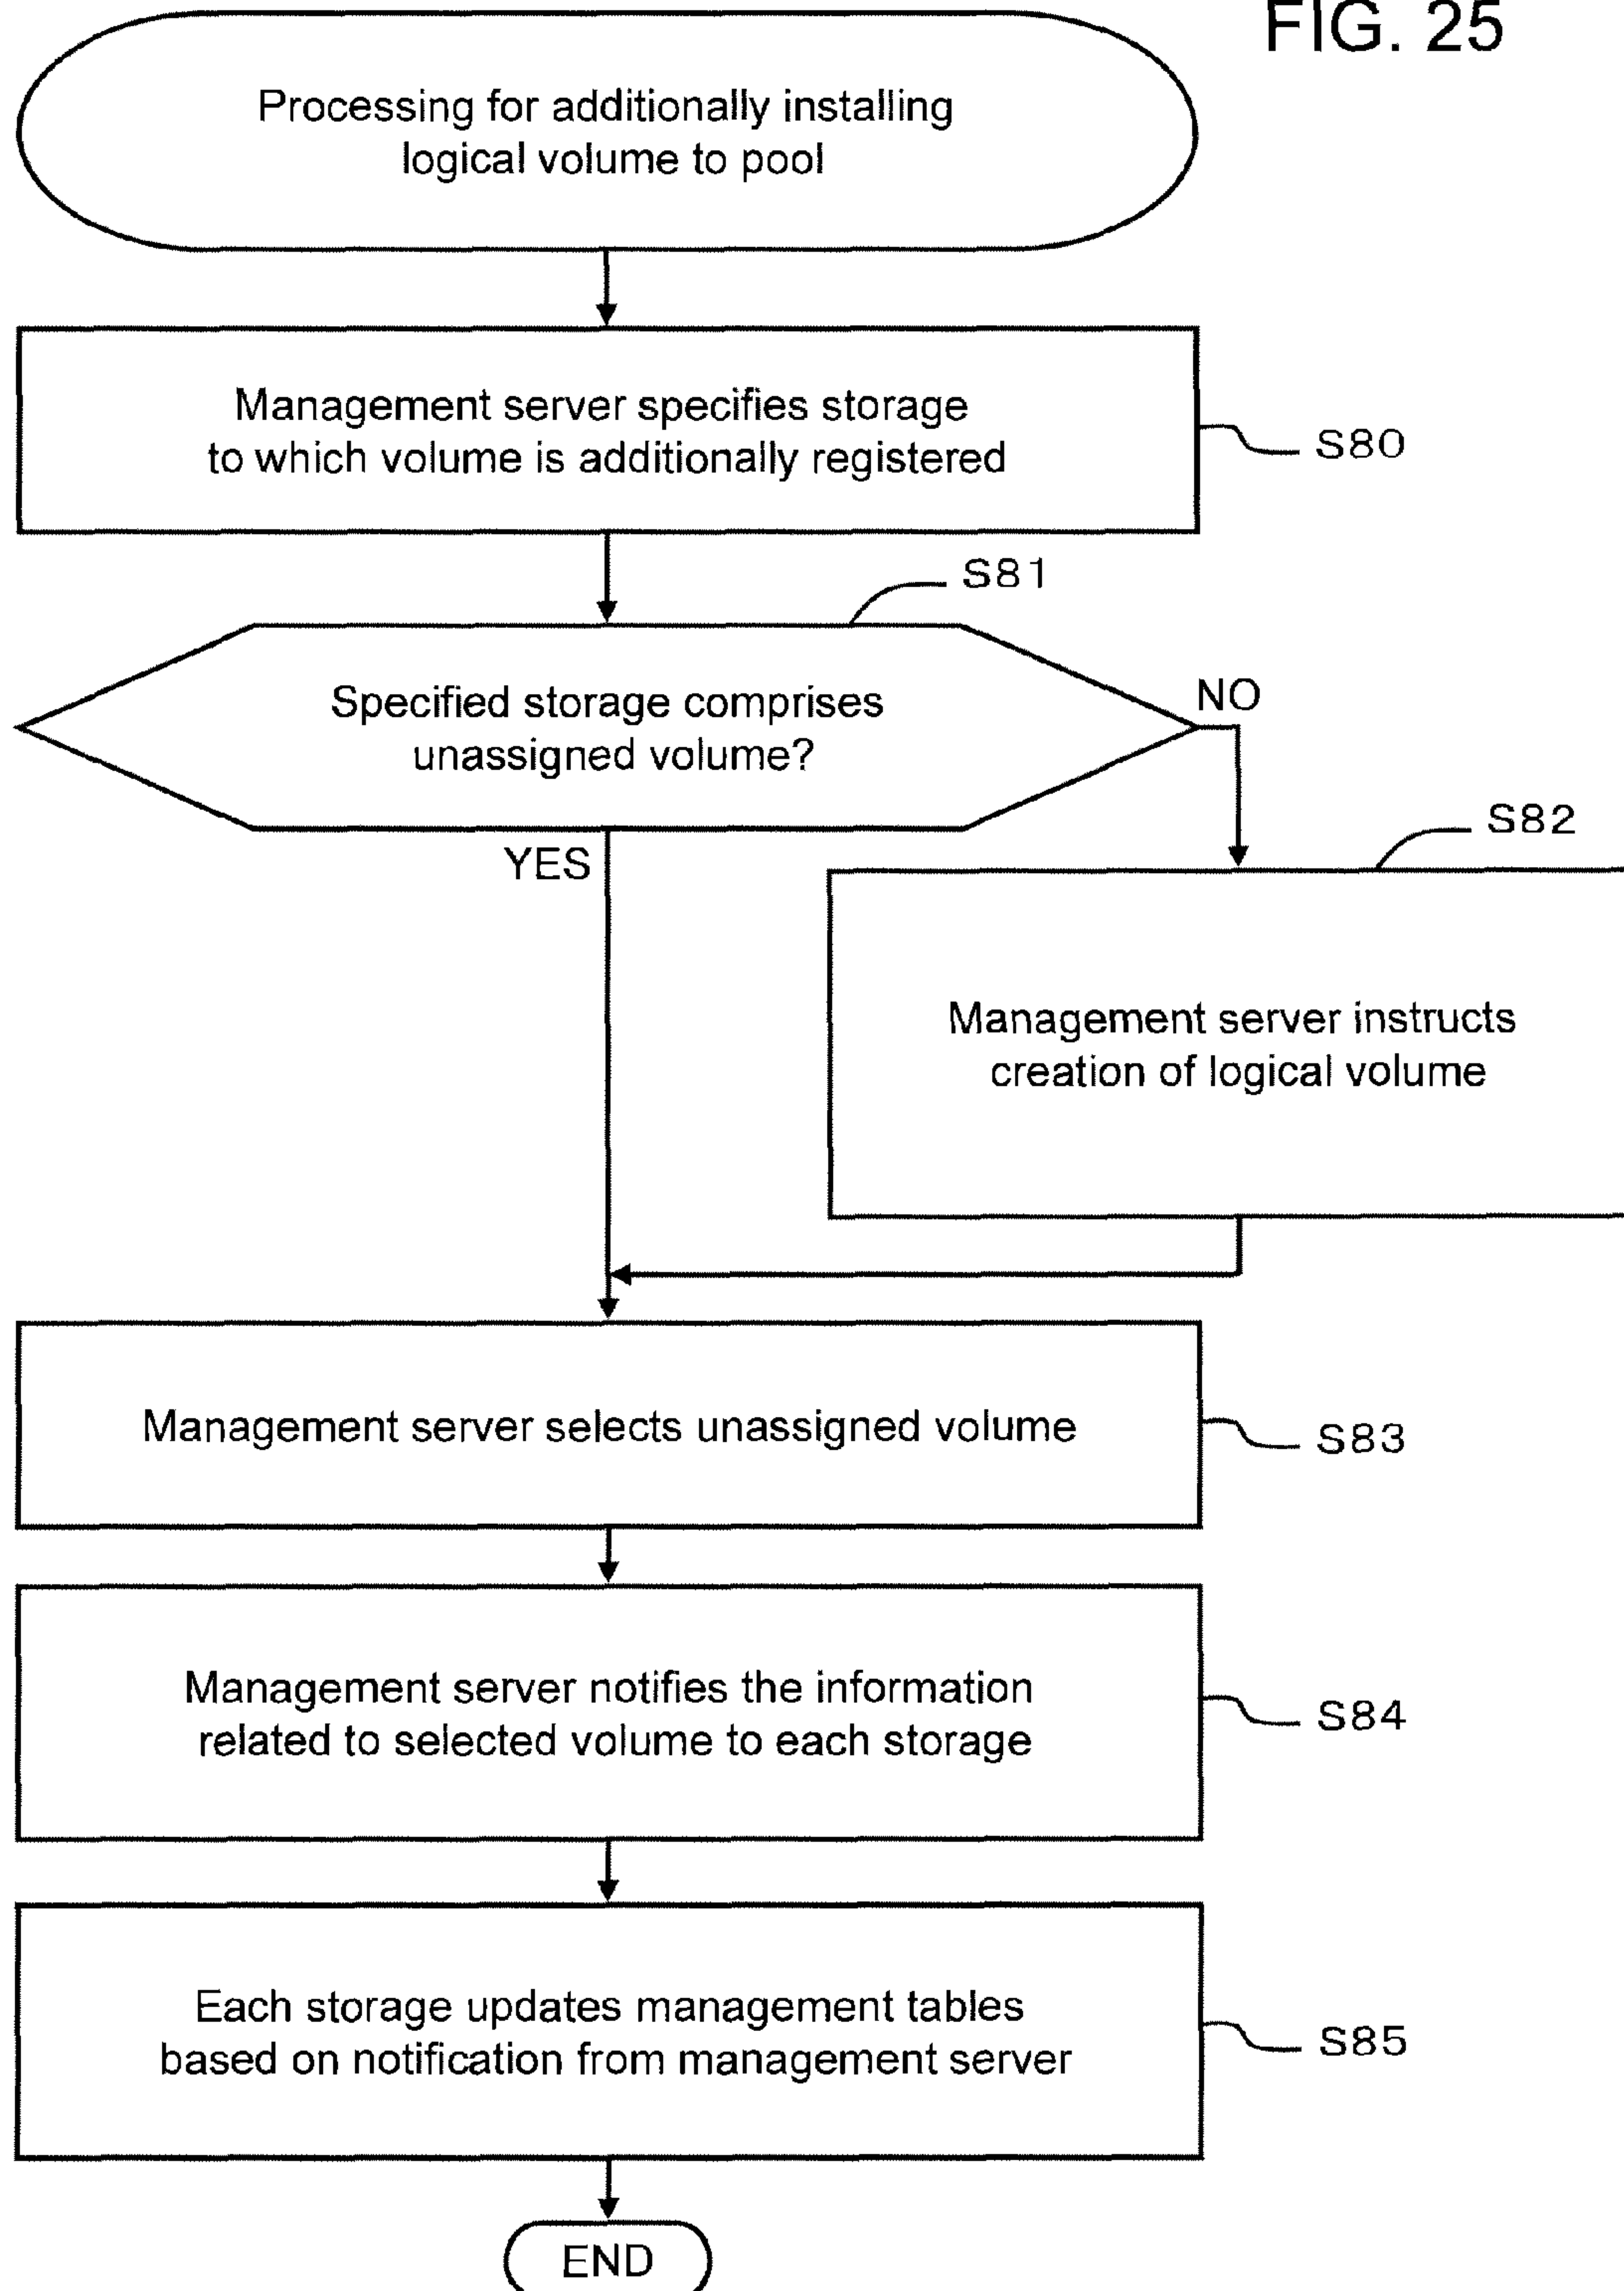 FIG. 25
Processing for additionally installing
logical volume to pool
Management server specifies storage
to which volume is additionally registered
S80
S81
Specified storage comprises
unassigned volume?
NO
YES
S82
Management server instructs
creation of logical volume
Management server selects unassigned volume
S83
Management server notifies the information
related to selected volume to each storage
S84
Each storage updates management tables
based on notification from management server
S85
END